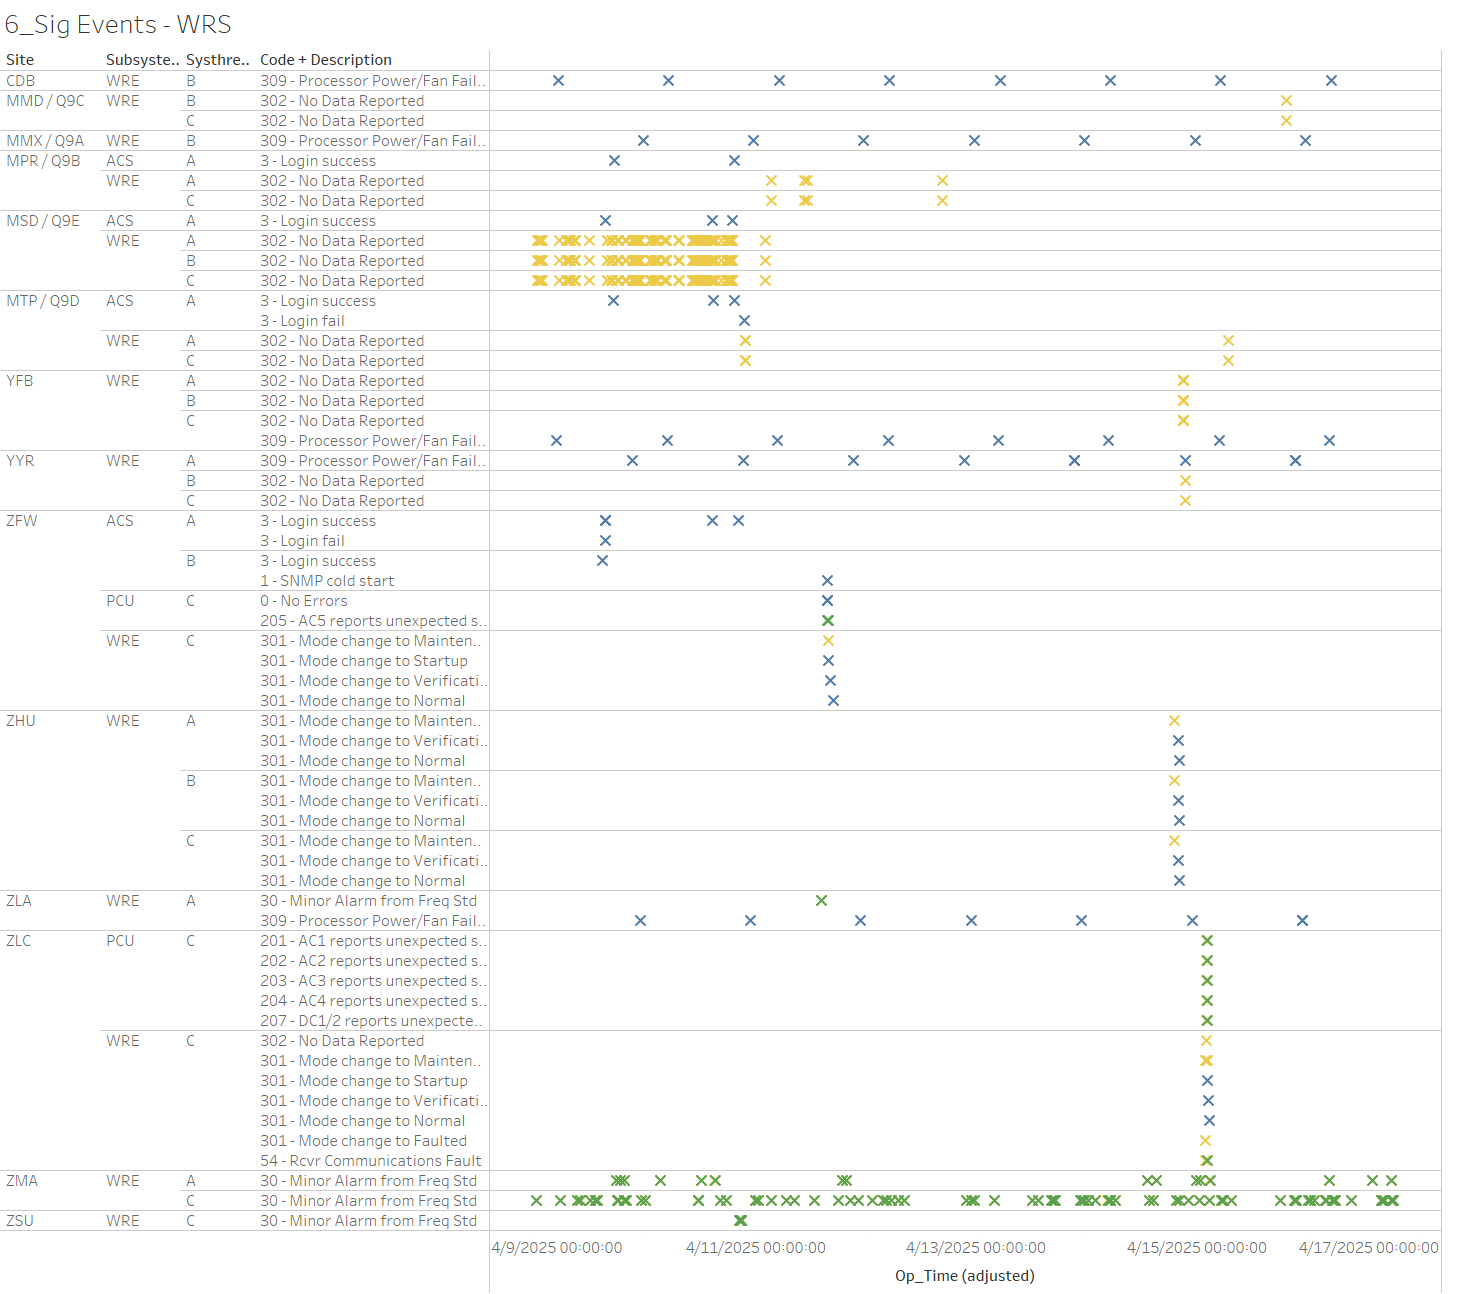 6_Sig Events - WRS
Site Subsyste.. Systhre.. Code + Description
CDB WRE B 309 - Processor Power/Fan Fail..
MMD / Q9C WRE B 302 - No Data Reported
C 302 - No Data Reported
MMX / Q9A WRE B 309 - Processor Power/Fan Fail..
MPR / Q9B ACS A 3 - Login success
WRE A 302 - No Data Reported
C 302 - No Data Reported
MSD / Q9E ACS A 3 - Login success
WRE A 302 - No Data Reported
B 302 - No Data Reported
C 302 - No Data Reported
MTP / Q9D ACS A 3 - Login success
3 - Login fail
WRE A 302 - No Data Reported
C 302 - No Data Reported
YFB WRE A 302 - No Data Reported
B 302 - No Data Reported
C 302 - No Data Reported
309 - Processor Power/Fan Fail..
YYR WRE A 309 - Processor Power/Fan Fail..
B 302 - No Data Reported
C 302 - No Data Reported
ZFW ACS A 3 - Login success
3 - Login fail
B 3 - Login success
1 - SNMP cold start
PCU C 0 - No Errors
205 - AC5 reports unexpected s..
WRE C 301 - Mode change to Mainten..
301 - Mode change to Startup
301 - Mode change to Verificati..
301 - Mode change to Normal
ZHU WRE A 301 - Mode change to Mainten..
301 - Mode change to Verificati..
301 - Mode change to Normal
B 301 - Mode change to Mainten..
301 - Mode change to Verificati..
301 - Mode change to Normal
C 301 - Mode change to Mainten..
301 - Mode change to Verificati..
301 - Mode change to Normal
ZLA WRE A 30 - Minor Alarm from Freq Std
309 - Processor Power/Fan Fail..
ZLC PCU C 201 - AC1 reports unexpected s..
202 - AC2 reports unexpected s..
203 - AC3 reports unexpected s..
204 - AC4 reports unexpected s..
207 - DC1/2 reports unexpecte..
WRE C 302 - No Data Reported
301 - Mode change to Mainten..
301 - Mode change to Startup
301 - Mode change to Verificati..
301 - Mode change to Normal
301 - Mode change to Faulted
54 - Rcvr Communications Fault
ZMA WRE A 30 - Minor Alarm from Freq Std
C 30 - Minor Alarm from Freq Std
ZSU WRE C 30 - Minor Alarm from Freq Std
4/9/2025 00:00:00 4/11/2025 00:00:00 4/13/2025 00:00:00 4/15/2025 00:00:00 4/17/2025 00:00:00
Op_Time (adjusted)